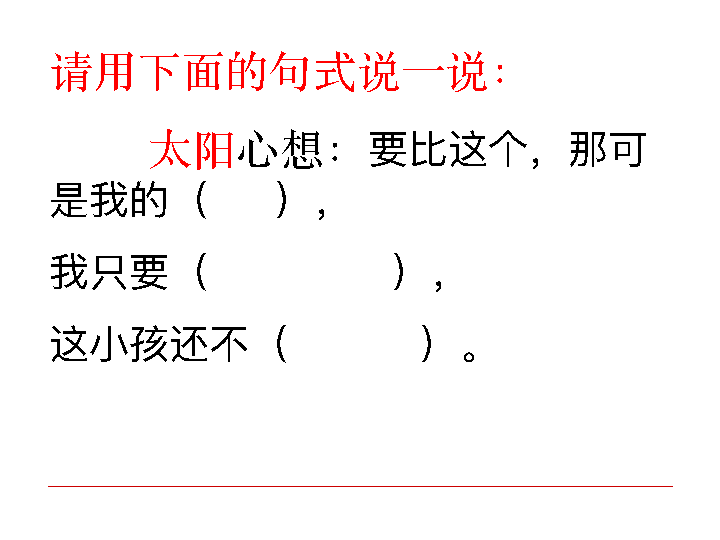 请用下面的句式说一说：
太阳心想：要比这个，那可
是我的（　　），
我只要（　　　　　），
这小孩还不（　　　　）。